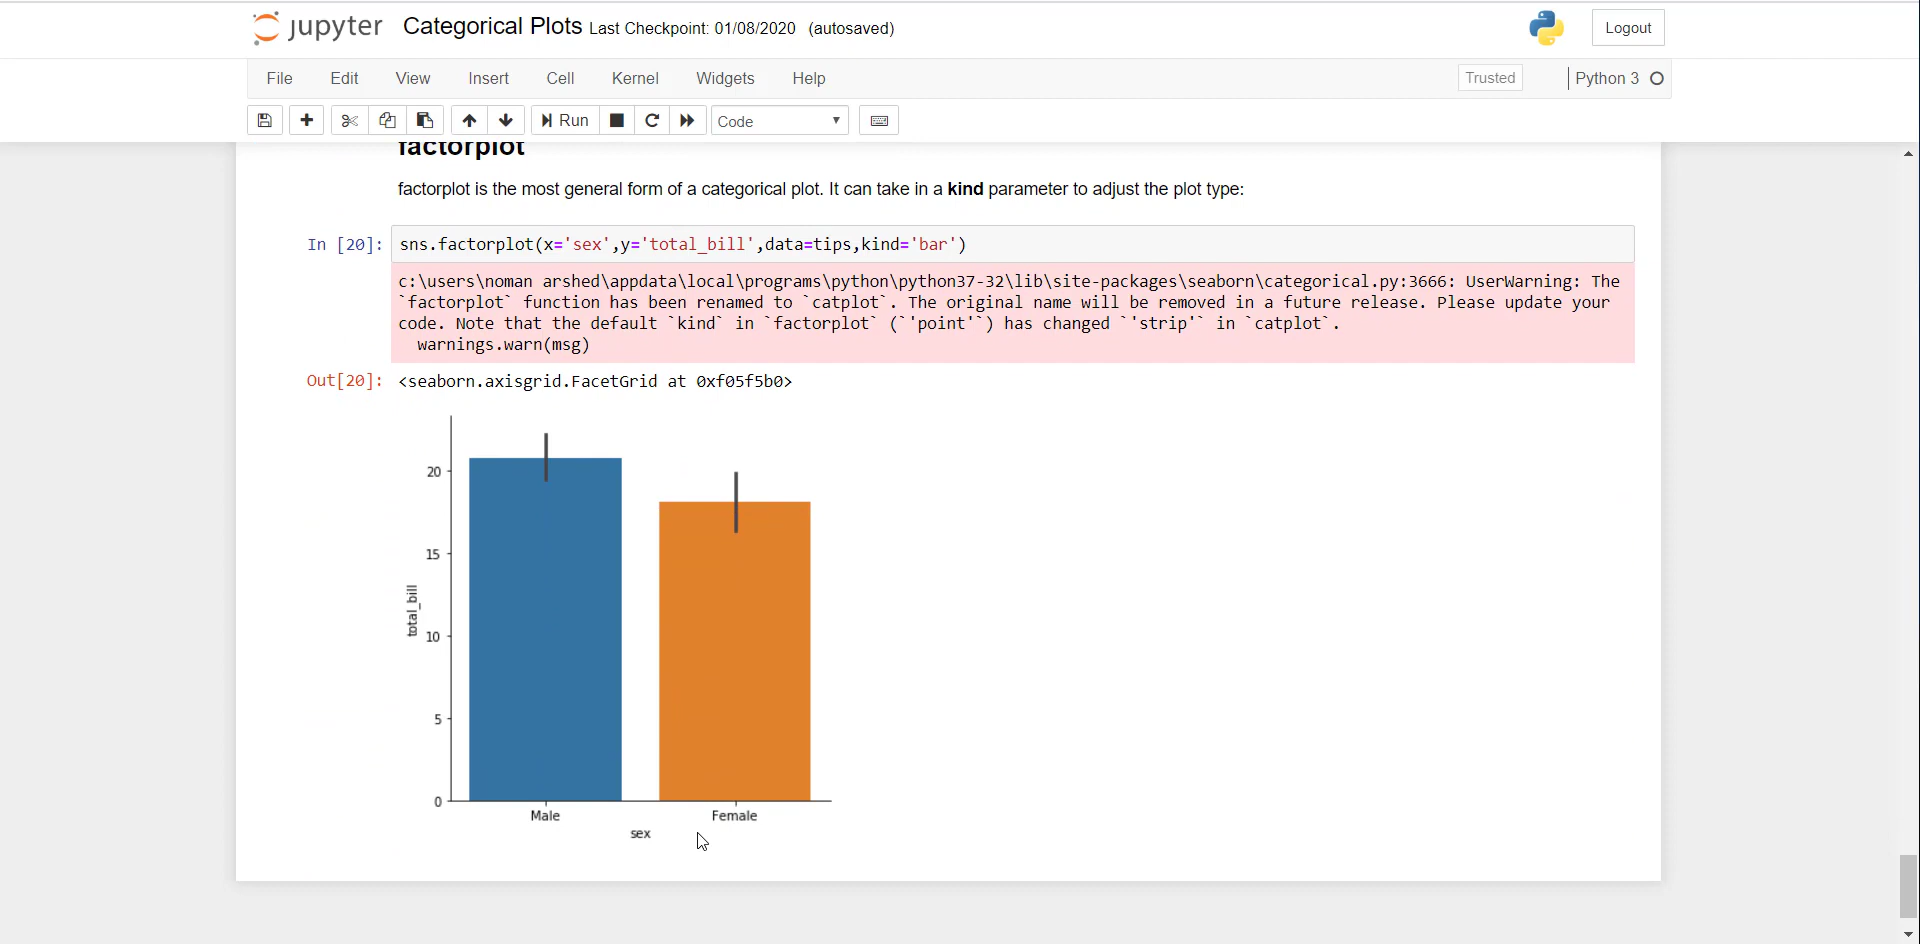 jupyter Categorical Plots Last Checkpoint: 01/08/2020 (autosaved) Logout
File Edit View Insert Cell Kernel Widgets Help Trusted Python 3
Run Code
factorplot
factorplot is the most general form of a categorical plot. It can take in a kind parameter to adjust the plot type:
In [20]: sns.factorplot(x='sex',y='total_bill',data=tips,kind='bar')
c:\users\noman arshed\appdata\local\programs\python\python37-32\lib\site-packages\seaborn\categorical.py:3666: UserWarning: The
`factorplot` function has been renamed to `catplot`. The original name will be removed in a future release. Please update your
code. Note that the default `kind` in `factorplot` (`'point'`) has changed `'strip'` in `catplot`.
warnings.warn(msg)
Out[20]: <seaborn.axisgrid.FacetGrid at 0xf05f5b0>
20
15
total_bill
10
5
0
Male Female
sex